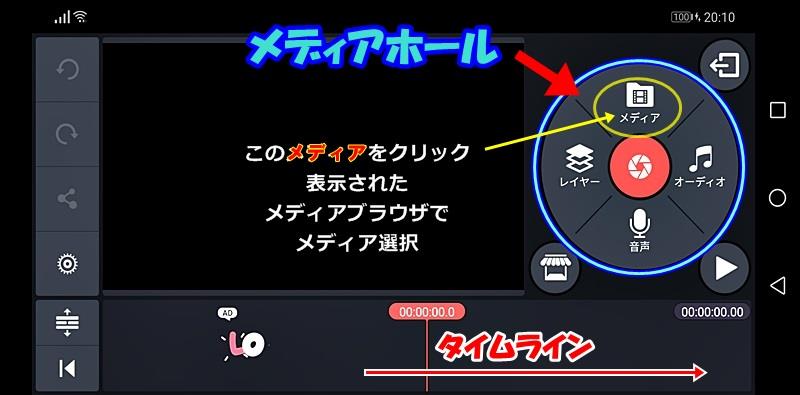 100 20:10
メディアホール
メディア
このメディアをクリック
表示された
メディアブラウザで
メディア選択
レイヤー
オーディオ
音声
AD
LO
00:00:00.0
00:00:00.00
タイムライン